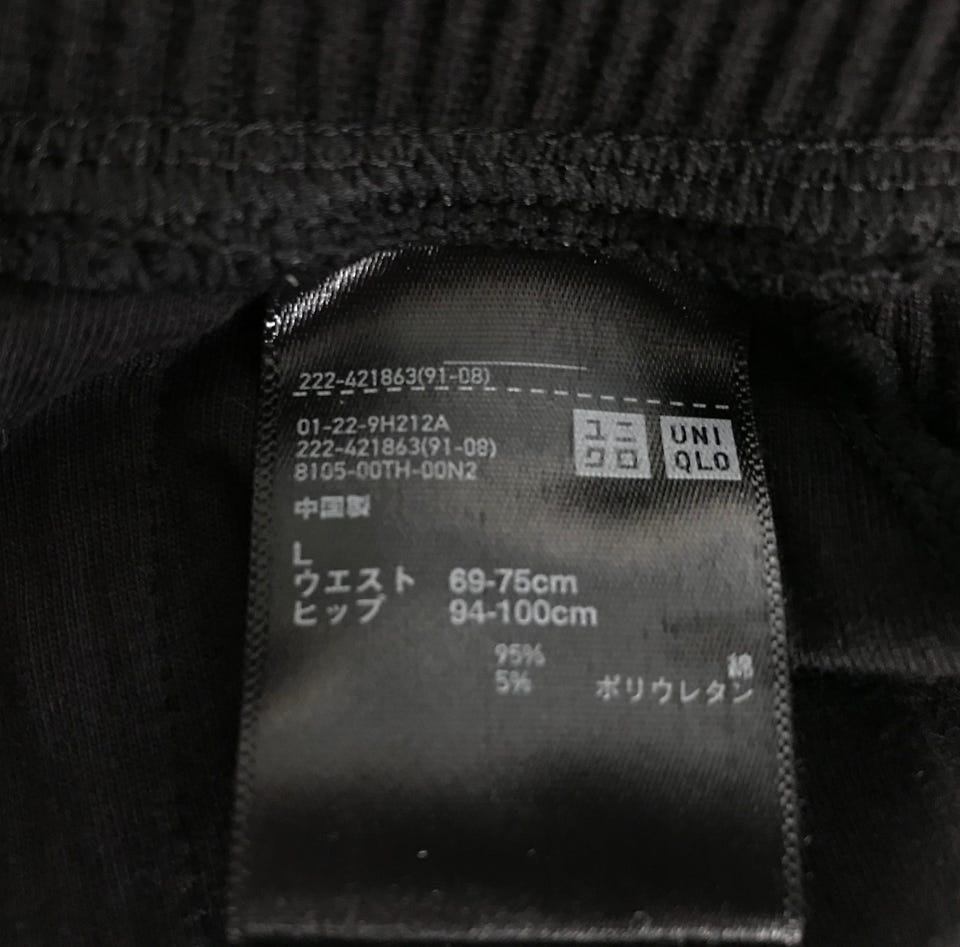 222-421863(91-08)
01-22-9H212A
222-421863(91-08)
8105-00TH-00N2
ユニ
クロ
UNI
QLO
中国製
L
ウエスト 69-75cm
ヒップ 94-100cm
95% 綿
5% ポリウレタン